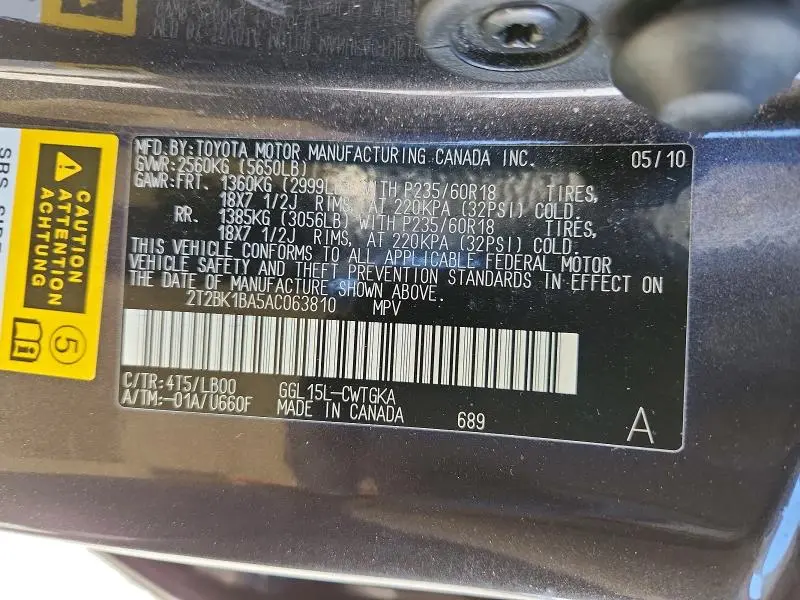 MFD. BY: TOYOTA MOTOR MANUFACTURING CANADA INC. 05/10
GVWR: 2560KG (5650LB)
GAWR: FRT. 1360KG (2999LB) WITH P235/60R18 TIRES,
18X7 1/2J RIMS, AT 220KPA (32PSI) COLD.
RR. 1385KG (3056LB) WITH P235/60R18 TIRES,
18X7 1/2J RIMS, AT 220KPA (32PSI) COLD.
THIS VEHICLE CONFORMS TO ALL APPLICABLE FEDERAL MOTOR
VEHICLE SAFETY AND THEFT PREVENTION STANDARDS IN EFFECT ON
THE DATE OF MANUFACTURE SHOWN ABOVE.
2T2BK1BA5AC063810 MPV
C/TR: 4T5/LB00 GGL15L-CWTGKA
A/TM: -01A/U660F MADE IN CANADA 689 A
CAUTION
ATTENTION
ACHTUNG
5
SRS